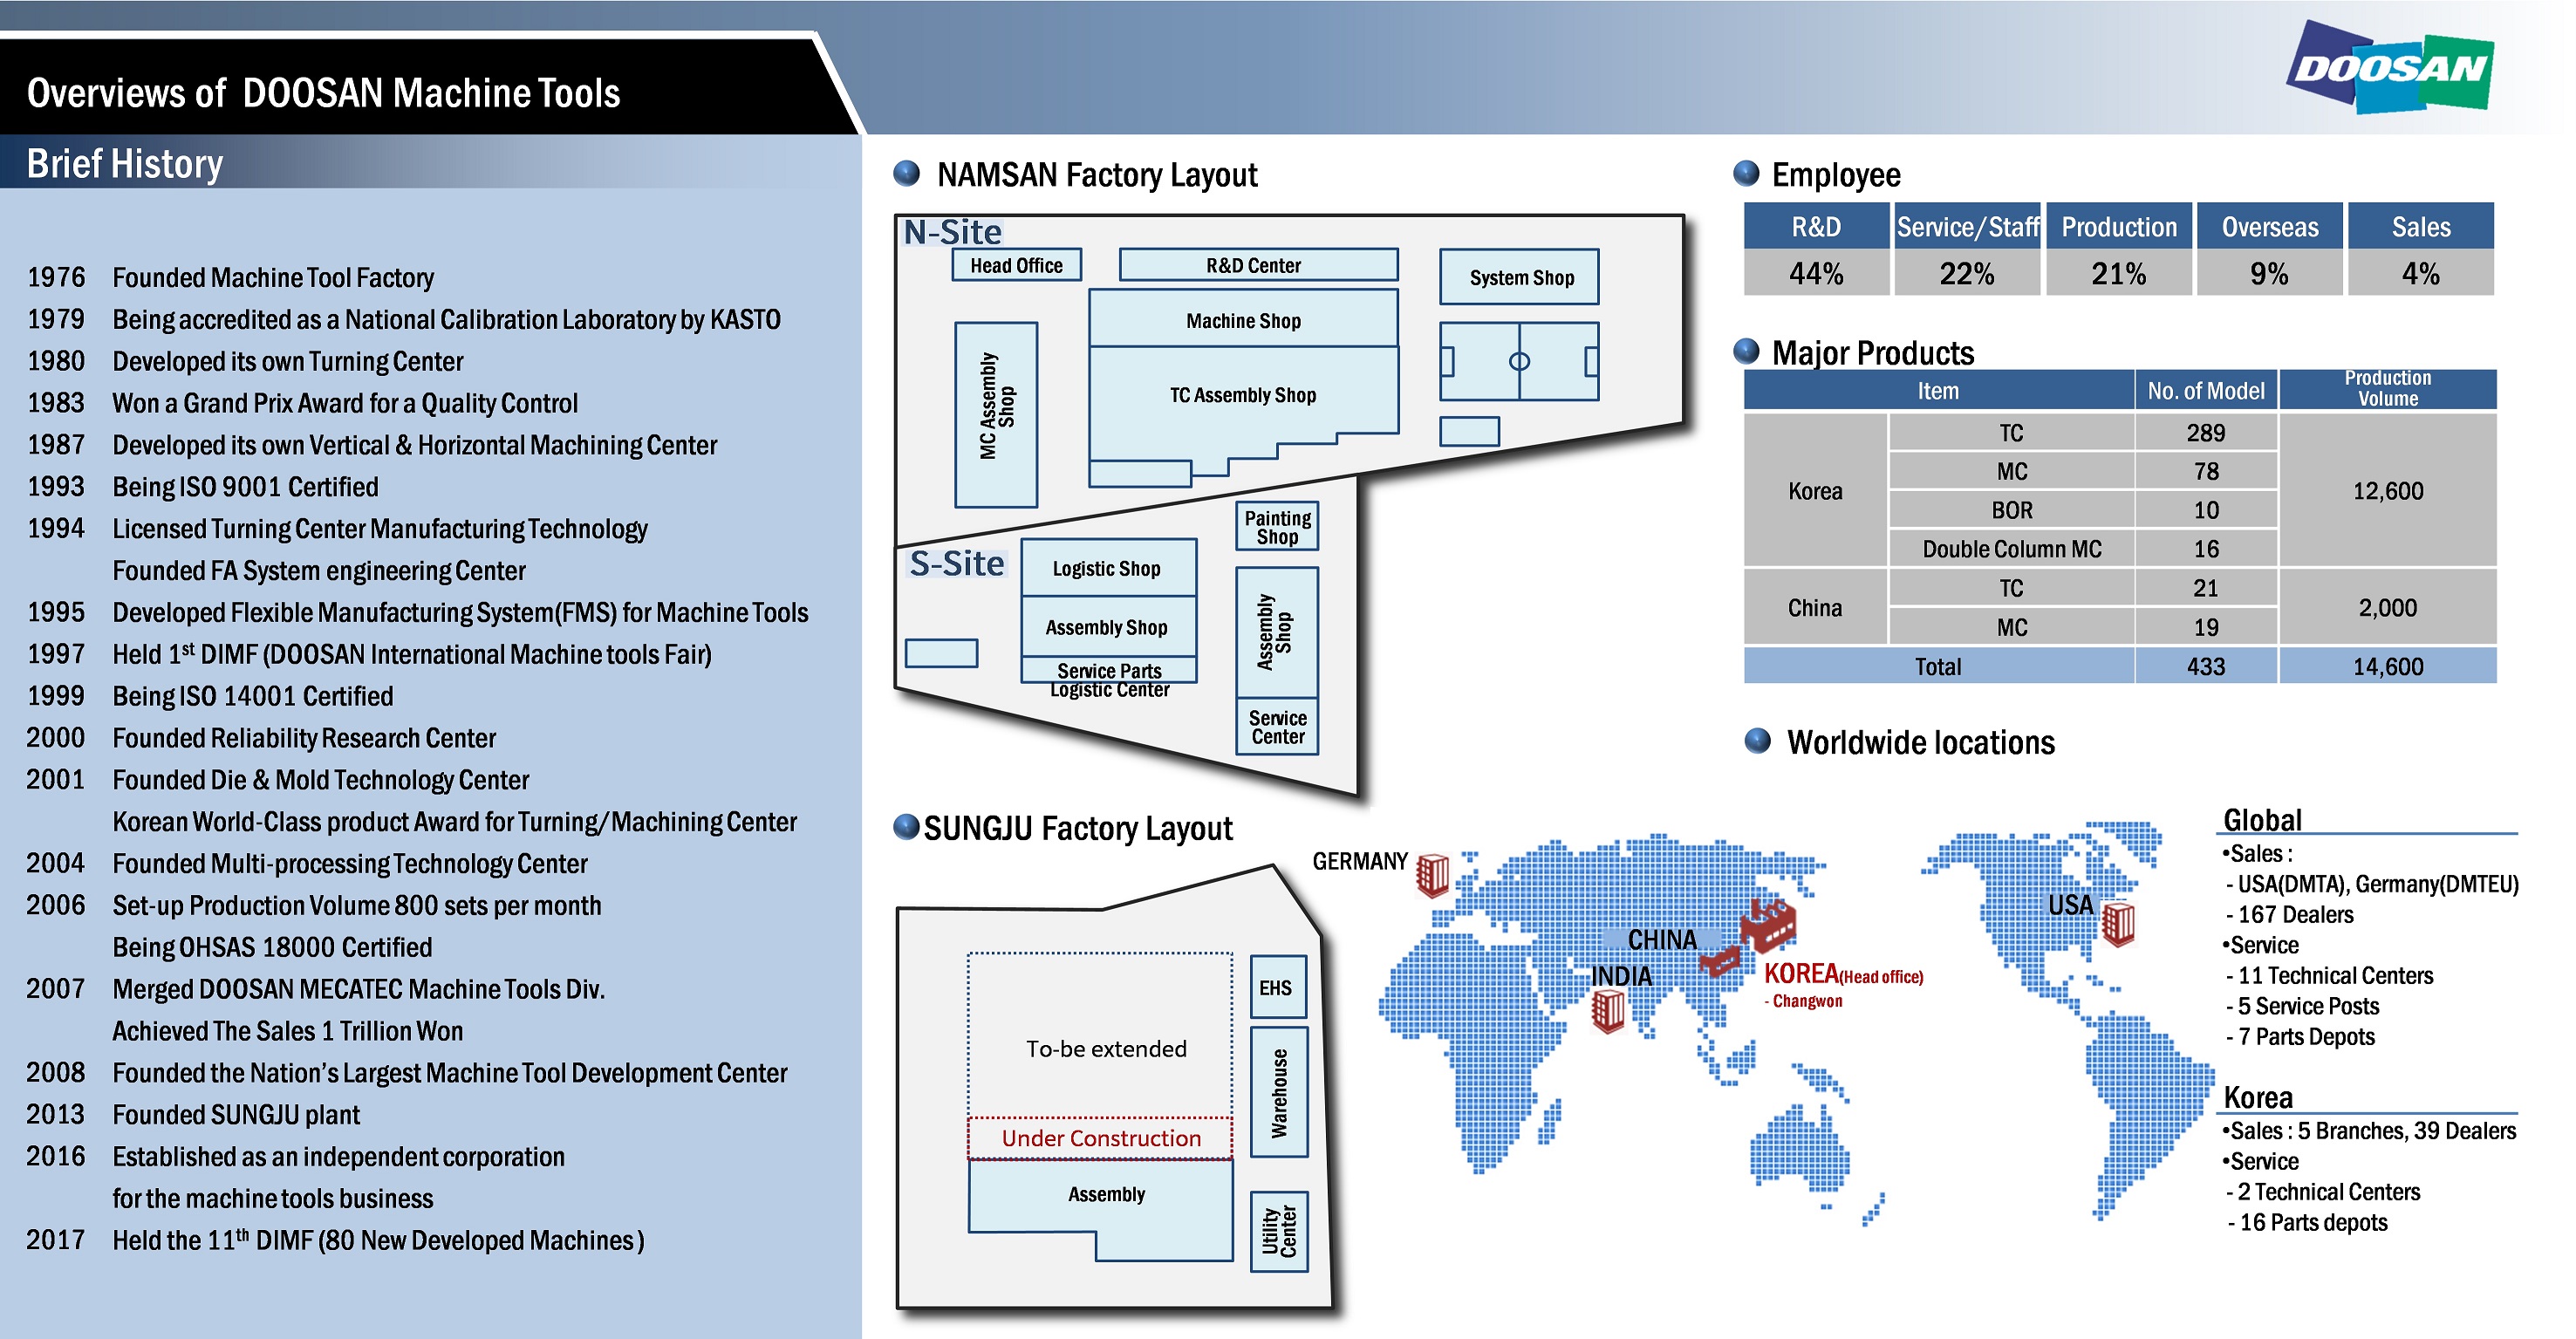 Overviews of DOOSAN Machine Tools
DOOSAN
Brief History
1976 Founded Machine Tool Factory
1979 Being accredited as a National Calibration Laboratory by KASTO
1980 Developed its own Turning Center
1983 Won a Grand Prix Award for a Quality Control
1987 Developed its own Vertical & Horizontal Machining Center
1993 Being ISO 9001 Certified
1994 Licensed Turning Center Manufacturing Technology
Founded FA System engineering Center
1995 Developed Flexible Manufacturing System(FMS) for Machine Tools
1997 Held 1st DIMF (DOOSAN International Machine tools Fair)
1999 Being ISO 14001 Certified
2000 Founded Reliability Research Center
2001 Founded Die & Mold Technology Center
Korean World-Class product Award for Turning/Machining Center
2004 Founded Multi-processing Technology Center
2006 Set-up Production Volume 800 sets per month
Being OHSAS 18000 Certified
2007 Merged DOOSAN MECATEC Machine Tools Div.
Achieved The Sales 1 Trillion Won
2008 Founded the Nation's Largest Machine Tool Development Center
2013 Founded SUNGJU plant
2016 Established as an independent corporation
for the machine tools business
2017 Held the 11th DIMF (80 New Developed Machines)
NAMSAN Factory Layout
N-Site
Head Office
R&D Center
System Shop
Machine Shop
MC Assembly
Shop
TC Assembly Shop
S-Site
Painting
Shop
Logistic Shop
Assembly Shop
Assembly
Shop
Service Parts
Logistic Center
Service
Center
SUNGJU Factory Layout
EHS
To-be extended
Warehouse
Under Construction
Assembly
Utility
Center
Employee
R&D Service/Staff Production Overseas Sales
44% 22% 21% 9% 4%
Major Products
Item No. of Model Production
Volume
Korea
TC 289
MC 78
12,600
BOR 10
Double Column MC 16
China
TC 21
2,000
MC 19
Total 433 14,600
Worldwide locations
GERMANY
CHINA
INDIA
KOREA(Head office)
- Changwon
USA
Global
•Sales :
- USA(DMTA), Germany(DMTEU)
- 167 Dealers
•Service
- 11 Technical Centers
- 5 Service Posts
- 7 Parts Depots
Korea
•Sales : 5 Branches, 39 Dealers
•Service
- 2 Technical Centers
- 16 Parts depots